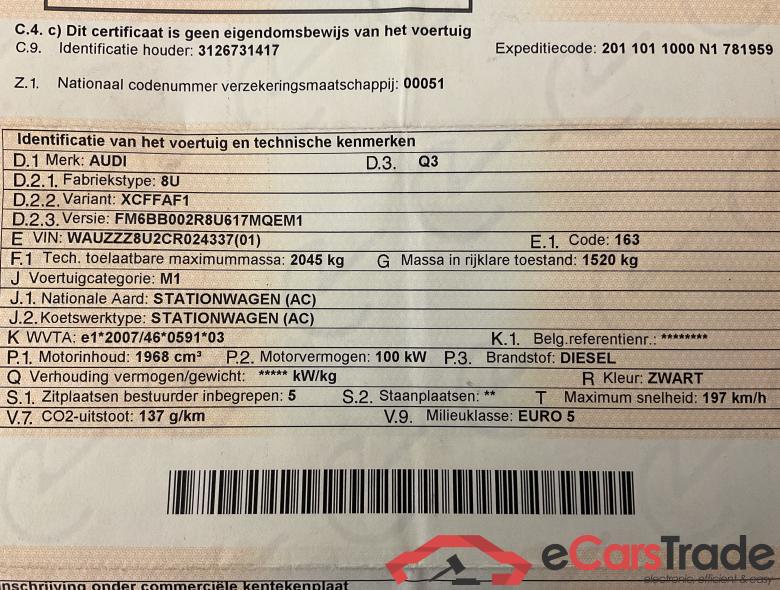 C.4. c) Dit certificaat is geen eigendomsbewijs van het voertuig
C.9. Identificatie houder: 3126731417 Expeditiecode: 201 101 1000 N1 781959
Z.1. Nationaal codenummer verzekeringsmaatschappij: 00051
Identificatie van het voertuig en technische kenmerken
D.1 Merk: AUDI D.3. Q3
D.2.1. Fabriekstype: 8U
D.2.2. Variant: XCFFAF1
D.2.3. Versie: FM6BB002R8U617MQEM1
E VIN: WAUZZZ8U2CR024337(01) E.1. Code: 163
F.1 Tech. toelaatbare maximummassa: 2045 kg G Massa in rijklare toestand: 1520 kg
J Voertuigcategorie: M1
J.1. Nationale Aard: STATIONWAGEN (AC)
J.2. Koetswerktype: STATIONWAGEN (AC)
K WVTA: e1*2007/46*0591*03 K.1. Belg.referentienr.: ********
P.1. Motorinhoud: 1968 cm³ P.2. Motorvermogen: 100 kW P.3. Brandstof: DIESEL
Q Verhouding vermogen/gewicht: ***** kW/kg R Kleur: ZWART
S.1. Zitplaatsen bestuurder inbegrepen: 5 S.2. Staanplaatsen: ** T Maximum snelheid: 197 km/h
V.7. CO2-uitstoot: 137 g/km V.9. Milieuklasse: EURO 5
eCarsTrade
electronic, efficient & easy
nschrijving onder commerciële kentekenplaat